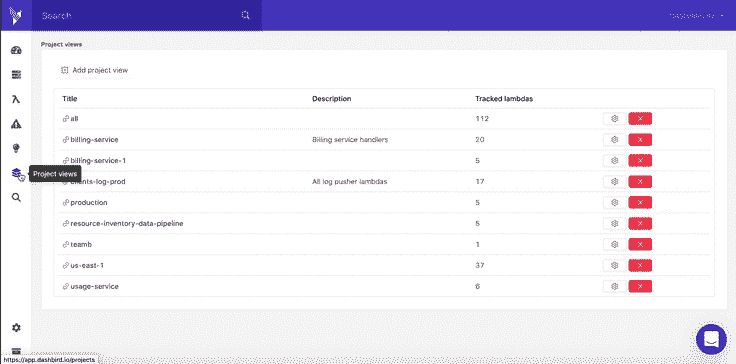 Search
Project views
Add project view
Title Description Tracked lambdas
all 112
billing-service Billing service handlers 20
billing-service-1 5
Project views
clients-log-prod All log pusher lambdas 17
production 5
resource-inventory-data-pipeline 5
teamb 1
us-east-1 37
usage-service 6
https://app.dashbird.io/projects